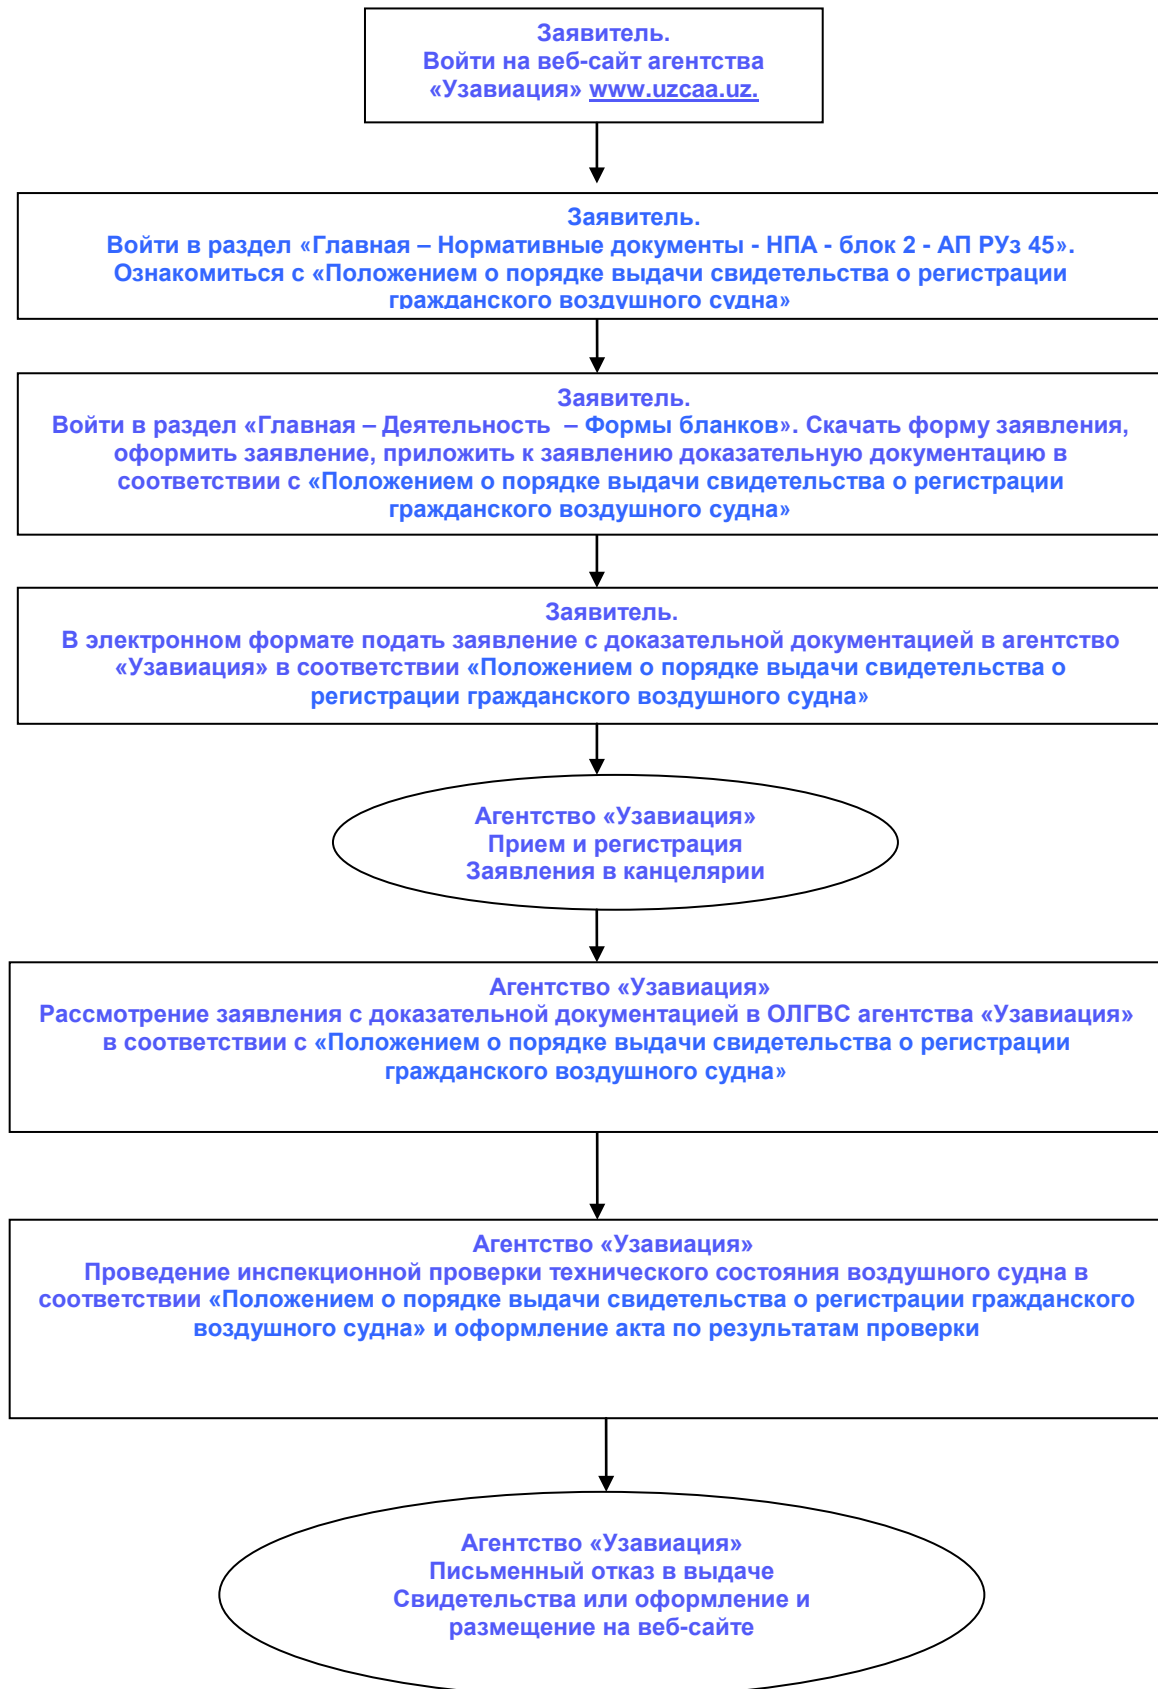 Заявитель.
Войти на веб-сайт агентства
«Узавиация» www.uzcaa.uz.
Заявитель.
Войти в раздел «Главная – Нормативные документы - НПА - блок 2 - АП РУз 45».
Ознакомиться с «Положением о порядке выдачи свидетельства о регистрации
гражданского воздушного судна»
Заявитель.
Войти в раздел «Главная – Деятельность – Формы бланков». Скачать форму заявления,
оформить заявление, приложить к заявлению доказательную документацию в
соответствии с «Положением о порядке выдачи свидетельства о регистрации
гражданского воздушного судна»
Заявитель.
В электронном формате подать заявление с доказательной документацией в агентство
«Узавиация» в соответствии «Положением о порядке выдачи свидетельства о
регистрации гражданского воздушного судна»
Агентство «Узавиация»
Прием и регистрация
Заявления в канцелярии
Агентство «Узавиация»
Рассмотрение заявления с доказательной документацией в ОЛГВС агентства «Узавиация»
в соответствии с «Положением о порядке выдачи свидетельства о регистрации
гражданского воздушного судна»
Агентство «Узавиация»
Проведение инспекционной проверки технического состояния воздушного судна в
соответствии «Положением о порядке выдачи свидетельства о регистрации гражданского
воздушного судна» и оформление акта по результатам проверки
Агентство «Узавиация»
Письменный отказ в выдаче
Свидетельства или оформление и
размещение на веб-сайте